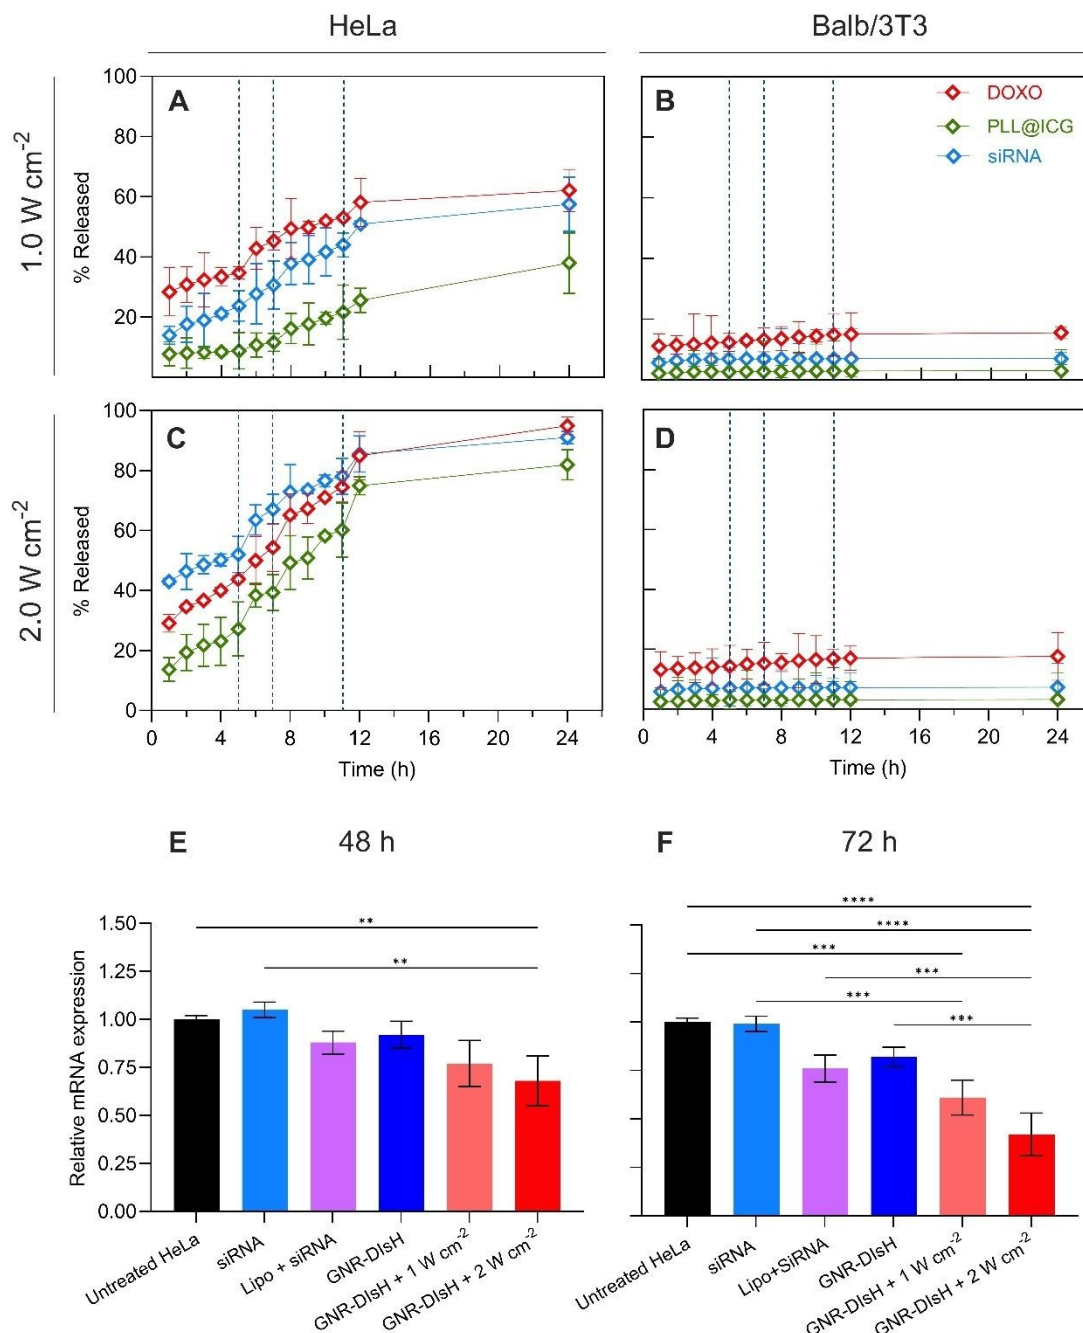 HeLa
Balb/3T3
1.0 W cm⁻²
A
B
100
80
60
40
20
% Released
DOXO
PLL@ICG
siRNA
2.0 W cm⁻²
C
D
100
80
60
40
20
0
% Released
0 4 8 12 16 20 24
Time (h)
0 4 8 12 16 20 24
Time (h)
E 48 h
F 72 h
1.50
1.25
1.00
0.75
0.50
0.25
0.00
Relative mRNA expression
**
**
****
****
***
***
***
***
Untreated HeLa
siRNA
Lipo + siRNA
GNR-DIsH
GNR-DIsH + 1 W cm⁻²
GNR-DIsH + 2 W cm⁻²
Untreated HeLa
siRNA
Lipo+SiRNA
GNR-DIsH
GNR-DIsH + 1 W cm⁻²
GNR-DIsH + 2 W cm⁻²